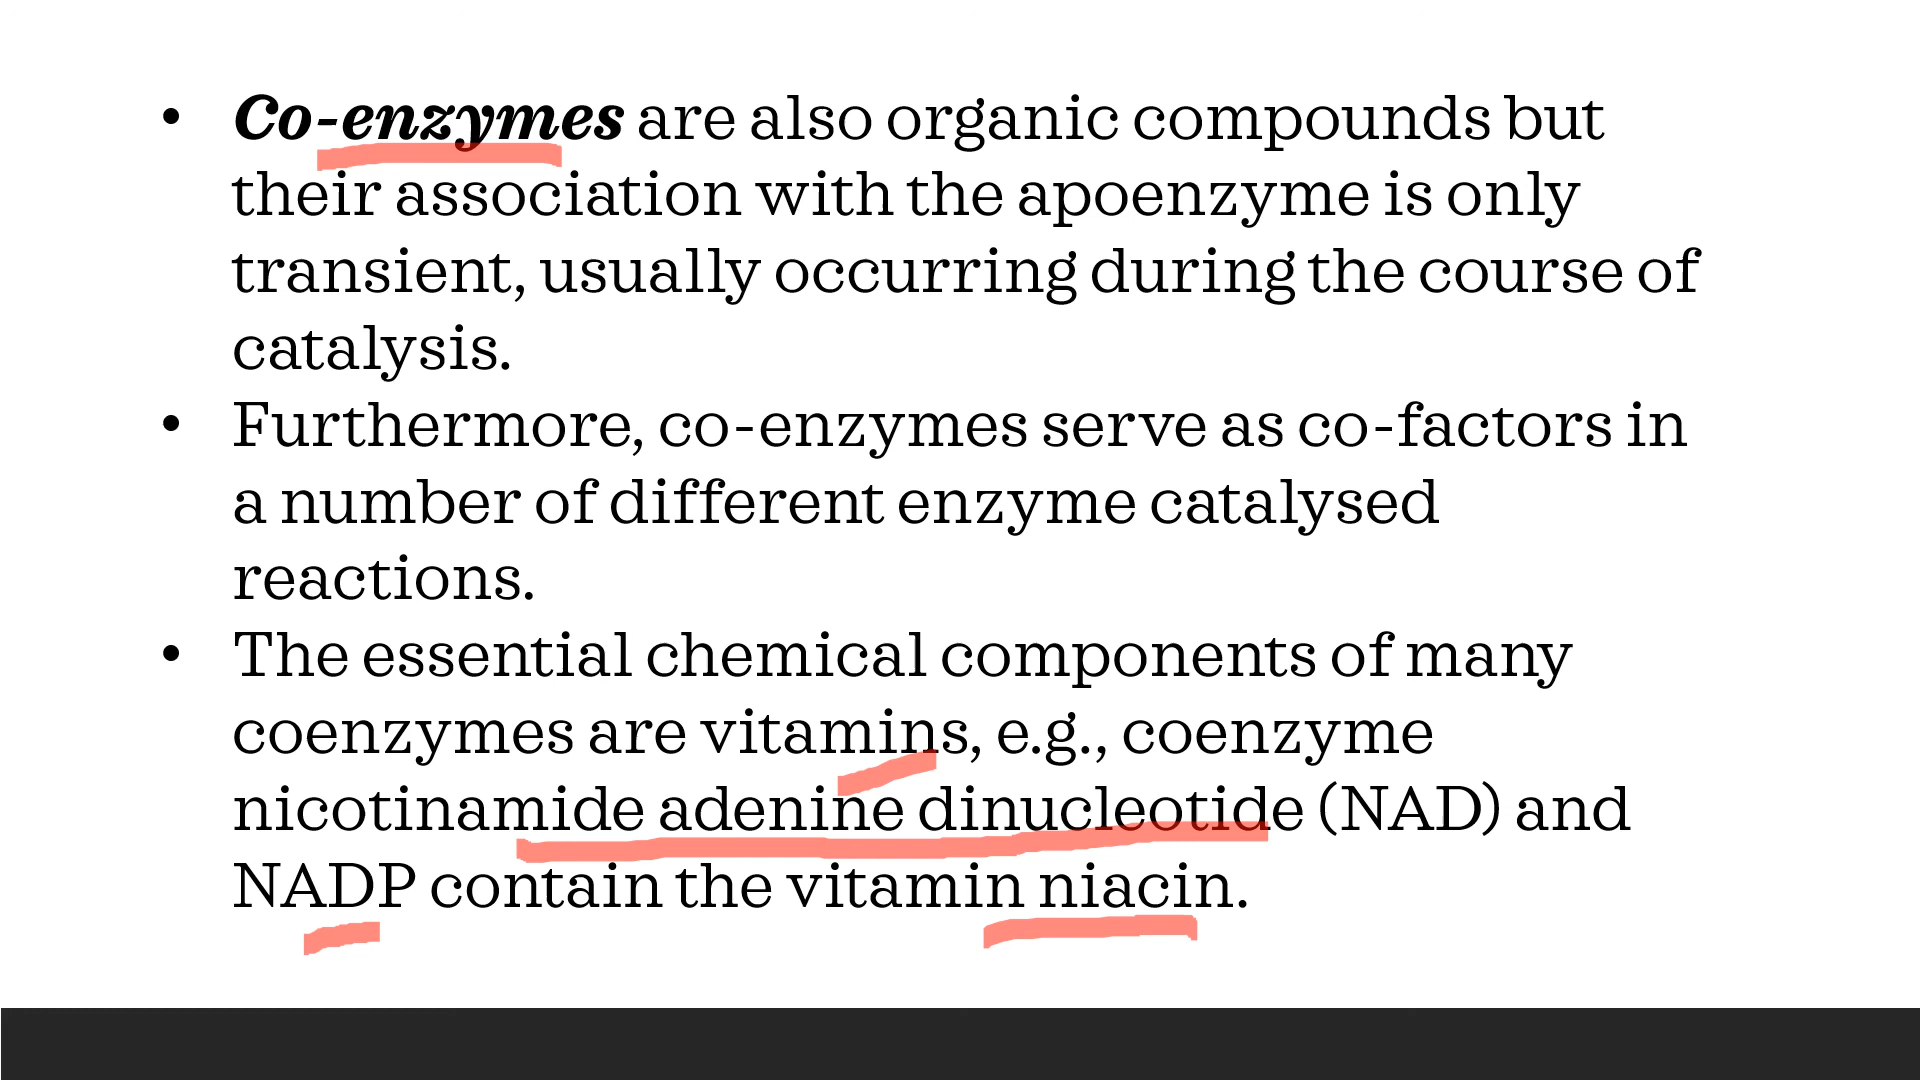 • Co-enzymes are also organic compounds but
their association with the apoenzyme is only
transient, usually occurring during the course of
catalysis.
• Furthermore, co-enzymes serve as co-factors in
a number of different enzyme catalysed
reactions.
• The essential chemical components of many
coenzymes are vitamins, e.g., coenzyme
nicotinamide adenine dinucleotide (NAD) and
NADP contain the vitamin niacin.